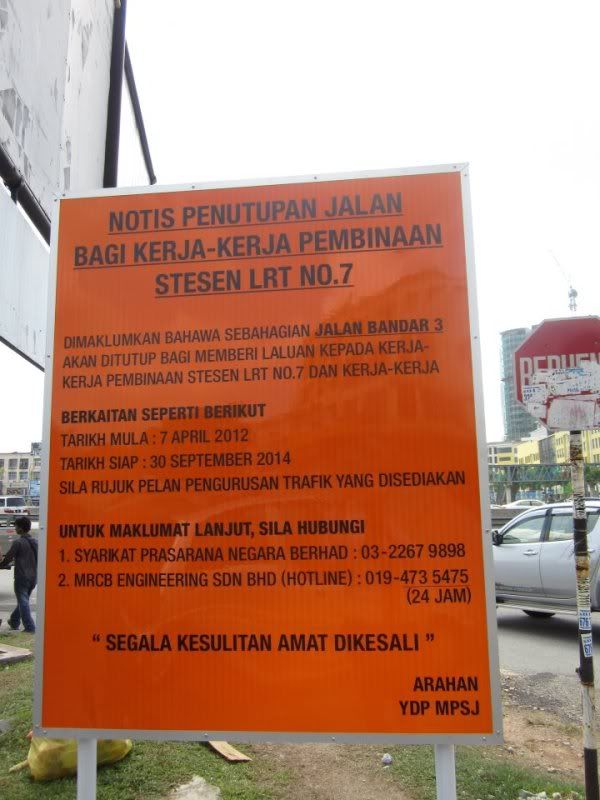 NOTIS PENUTUPAN JALAN
BAGI KERJA-KERJA PEMBINAAN
STESEN LRT NO.7
DIMAKLUMKAN BAHAWA SEBAHAGIAN JALAN BANDAR 3
AKAN DITUTUP BAGI MEMBERI LALUAN KEPADA KERJA-
KERJA PEMBINAAN STESEN LRT NO.7 DAN KERJA-KERJA
BERKAITAN SEPERTI BERIKUT
TARIKH MULA : 7 APRIL 2012
TARIKH SIAP : 30 SEPTEMBER 2014
SILA RUJUK PELAN PENGURUSAN TRAFIK YANG DISEDIAKAN
UNTUK MAKLUMAT LANJUT, SILA HUBUNGI
1. SYARIKAT PRASARANA NEGARA BERHAD : 03-2267 9898
2. MRCB ENGINEERING SDN BHD (HOTLINE) : 019-473 5475
(24 JAM)
“ SEGALA KESULITAN AMAT DIKESALI ”
ARAHAN
YDP MPSJ